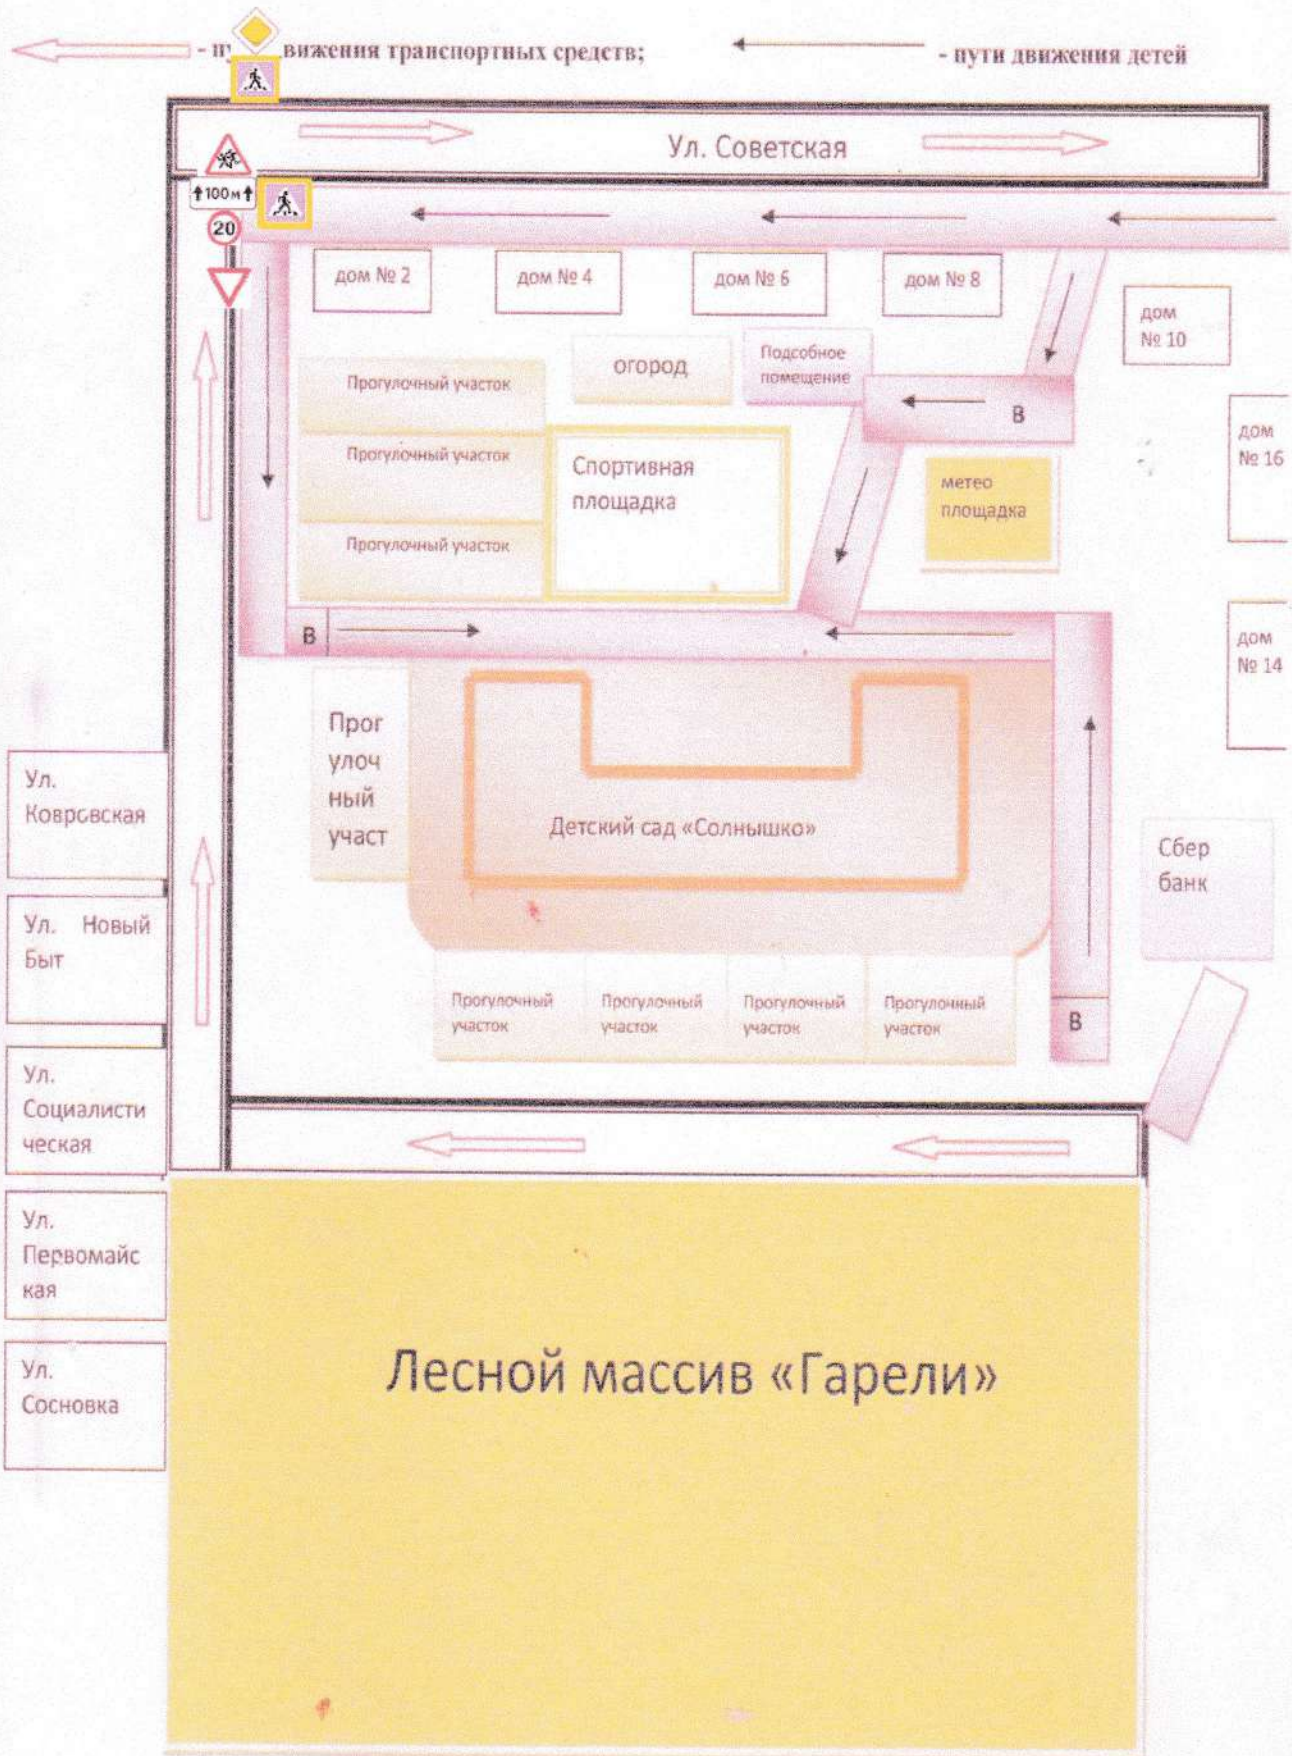 - пу вижения транспортных средств;
- пути движения детей
Ул. Советская
↑100м↑
20
дом № 2
дом № 4
дом № 6
дом № 8
дом
№ 10
огород
Подсобное
помещение
Прогулочный участок
В
дом
№ 16
Прогулочный участок
Спортивная
площадка
метео
площадка
Прогулочный участок
В
дом
№ 14
Прог
улоч
ный
участ
Ул.
Ковровская
Детский сад «Солнышко»
Сбер
банк
Ул. Новый
Быт
Прогулочный
участок
Прогулочный
участок
Прогулочный
участок
Прогулочный
участок
В
Ул.
Социалисти
ческая
Ул.
Первомайс
кая
Ул.
Сосновка
Лесной массив «Гарели»